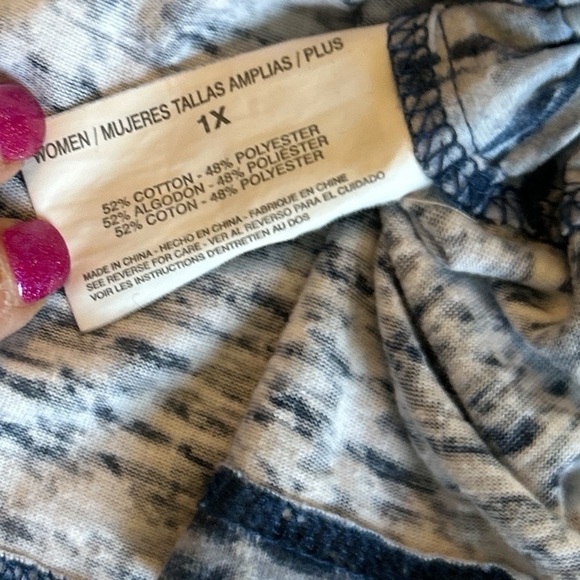 WOMEN / MUJERES TALLAS AMPLIAS / PLUS
1X
52% COTTON - 48% POLYESTER
52% ALGODON - 48% POLIÉSTER
52% COTON - 48% POLYESTER
MADE IN CHINA - HECHO EN CHINA - FABRIQUE EN CHINE
SEE REVERSE FOR CARE - VER AL REVERSO PARA EL CUIDADO
VOIR LES INSTRUCTIONS D'ENTRETIEN AU DOS